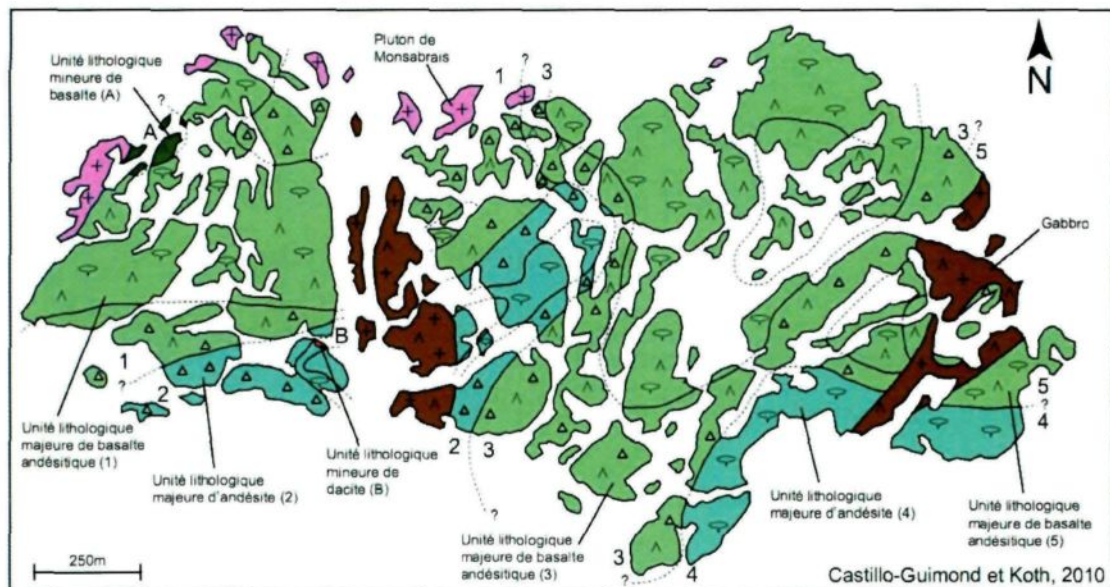 Unité lithologique
mineure de
basalte (A)
Pluton de
Monsabrais
N
?
A
1
?
3
3
?
5
Gabbro
B
1
?
2
2
3
?
5
?
4
3
?
4
Unité lithologique
majeure de basalte
andésitique (1)
Unité lithologique
majeure d'andésite (2)
Unité lithologique
mineure de
dacite (B)
Unité lithologique
majeure de basalte
andésitique (3)
Unité lithologique
majeure d'andésite (4)
Unité lithologique
majeure de basalte
andésitique (5)
250m
Castillo-Guimond et Koth, 2010